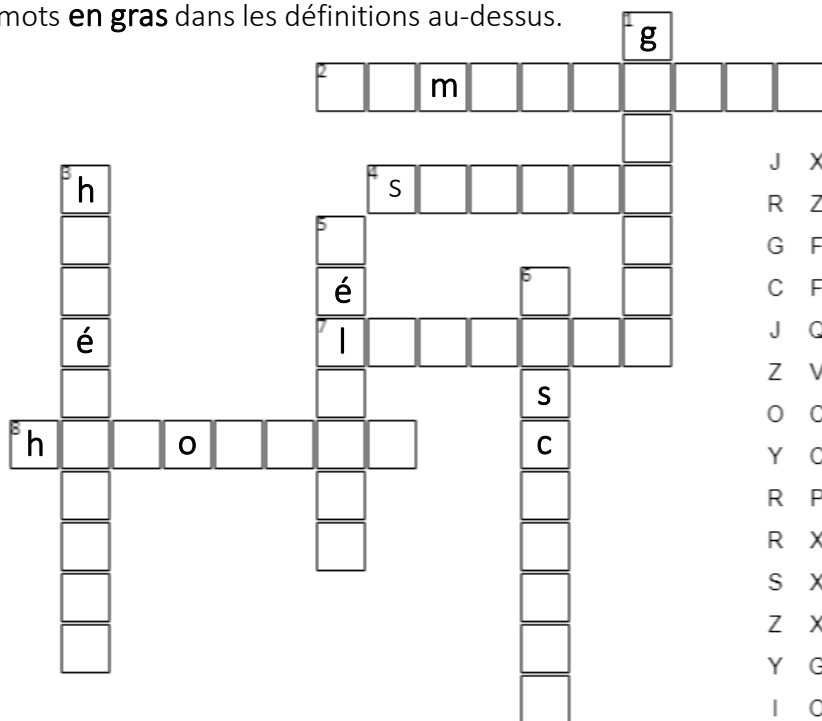 mots en gras dans les définitions au-dessus.
1 g
2 m
J X
3 h 4 s
R Z
5
G F
é 6
C F
é 7 l
J Q
s
Z V
O
8 h o c
Y
R P
R X
S X
Z X
Y G
I